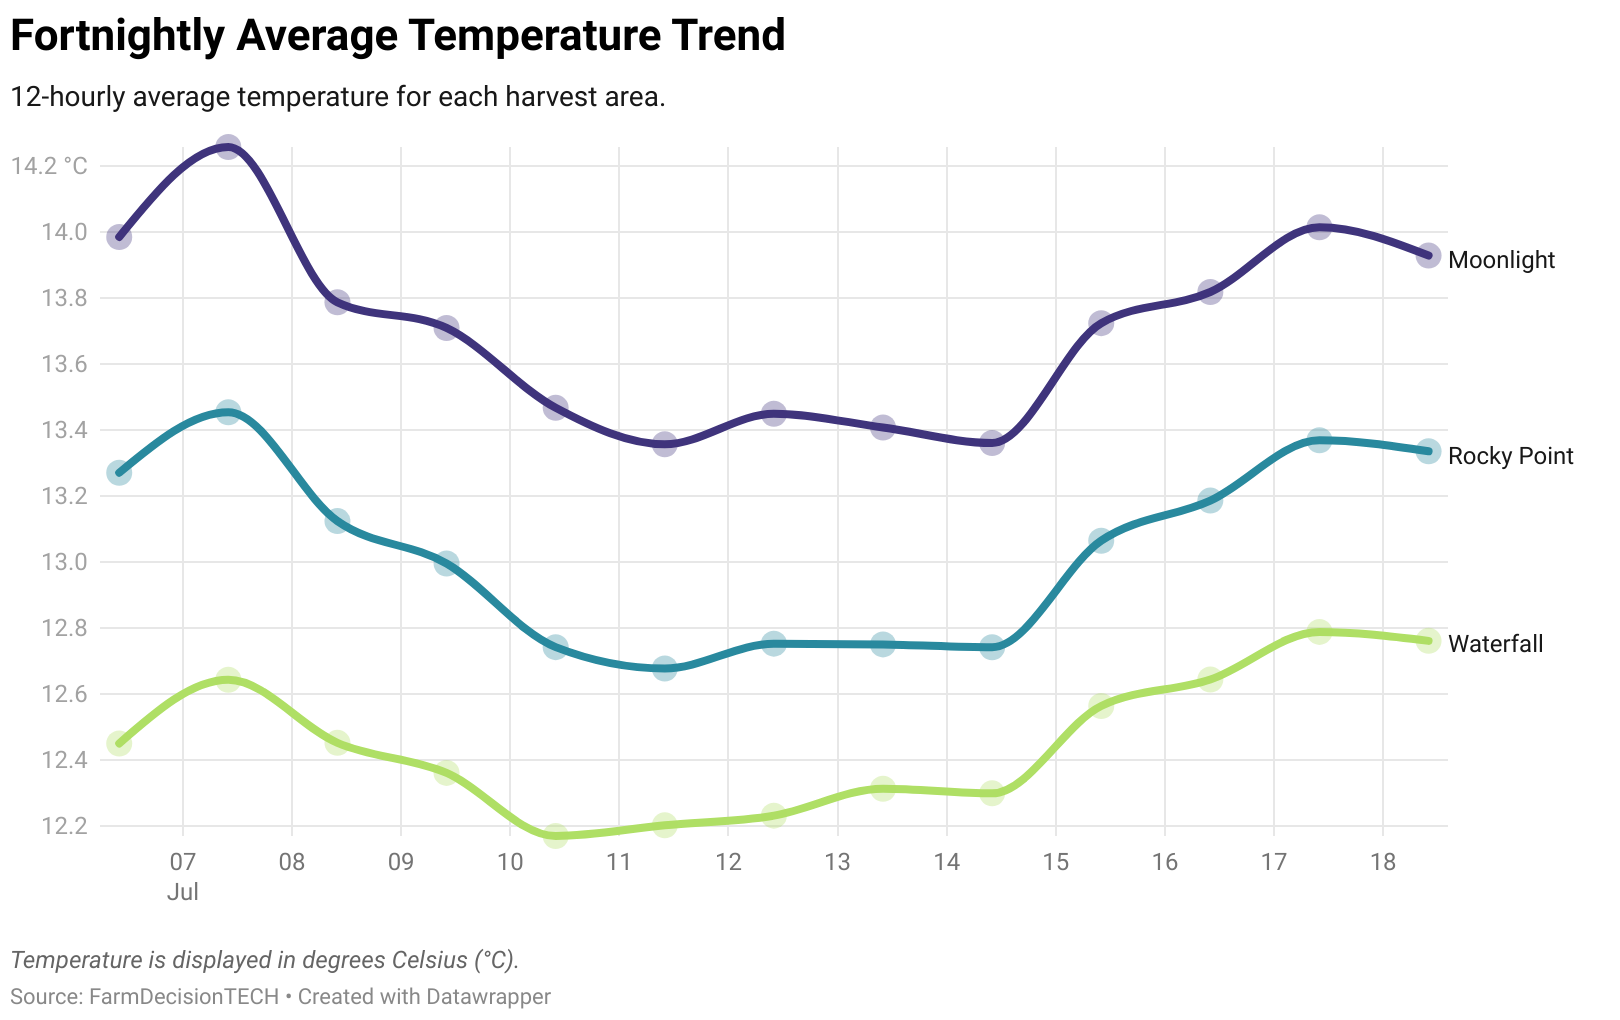 Fortnightly Average Temperature Trend
12-hourly average temperature for each harvest area.
14.2 °C
14.0
13.8
13.6
13.4
13.2
13.0
12.8
12.6
12.4
12.2
Moonlight
Rocky Point
Waterfall
07 08 09 10 11 12 13 14 15 16 17 18
Jul
Temperature is displayed in degrees Celsius (°C).
Source: FarmDecisionTECH • Created with Datawrapper